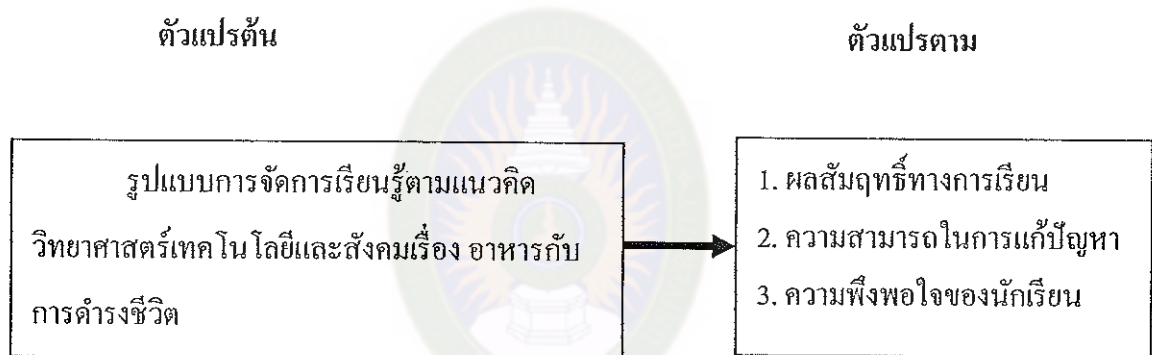 ตัวแปรต้น
ตัวแปรตาม
รูปแบบการจัดการเรียนรู้ตามแนวคิด
วิทยาศาสตร์เทคโนโลยีและสังคมเรื่อง อาหารกับ
การดำรงชีวิต
1. ผลสัมฤทธิ์ทางการเรียน
2. ความสามารถในการแก้ปัญหา
3. ความพึงพอใจของนักเรียน